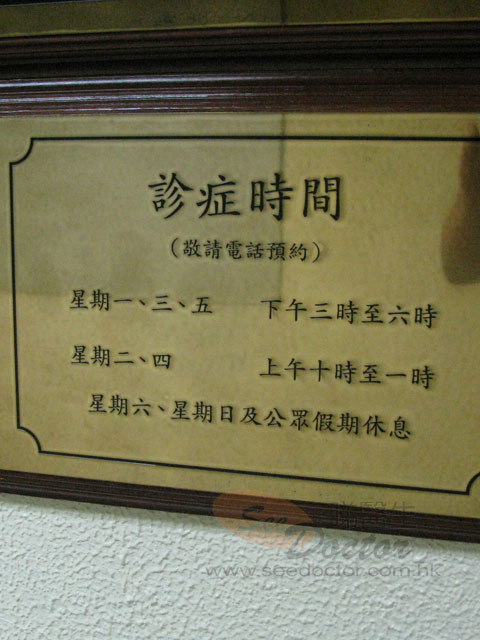 診症時間
（敬請電話預約）
星期一、三、五 下午三時至六時
星期二、四 上午十時至一時
星期六、星期日及公眾假期休息
See Doctor
www.seedoctor.com.hk